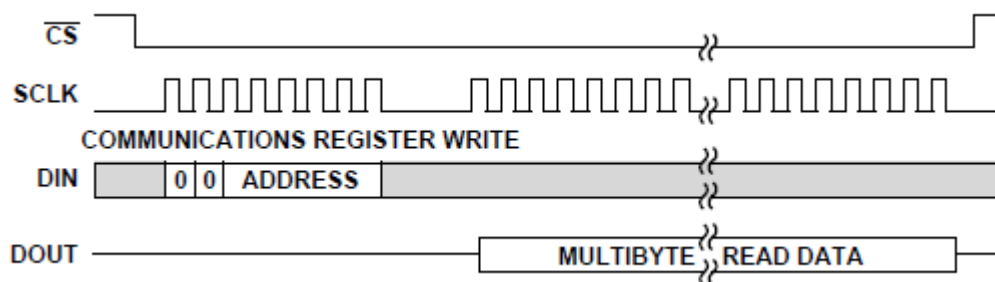 CS
SCLK
COMMUNICATIONS REGISTER WRITE
DIN 0 0 ADDRESS
DOUT MULTIBYTE READ DATA